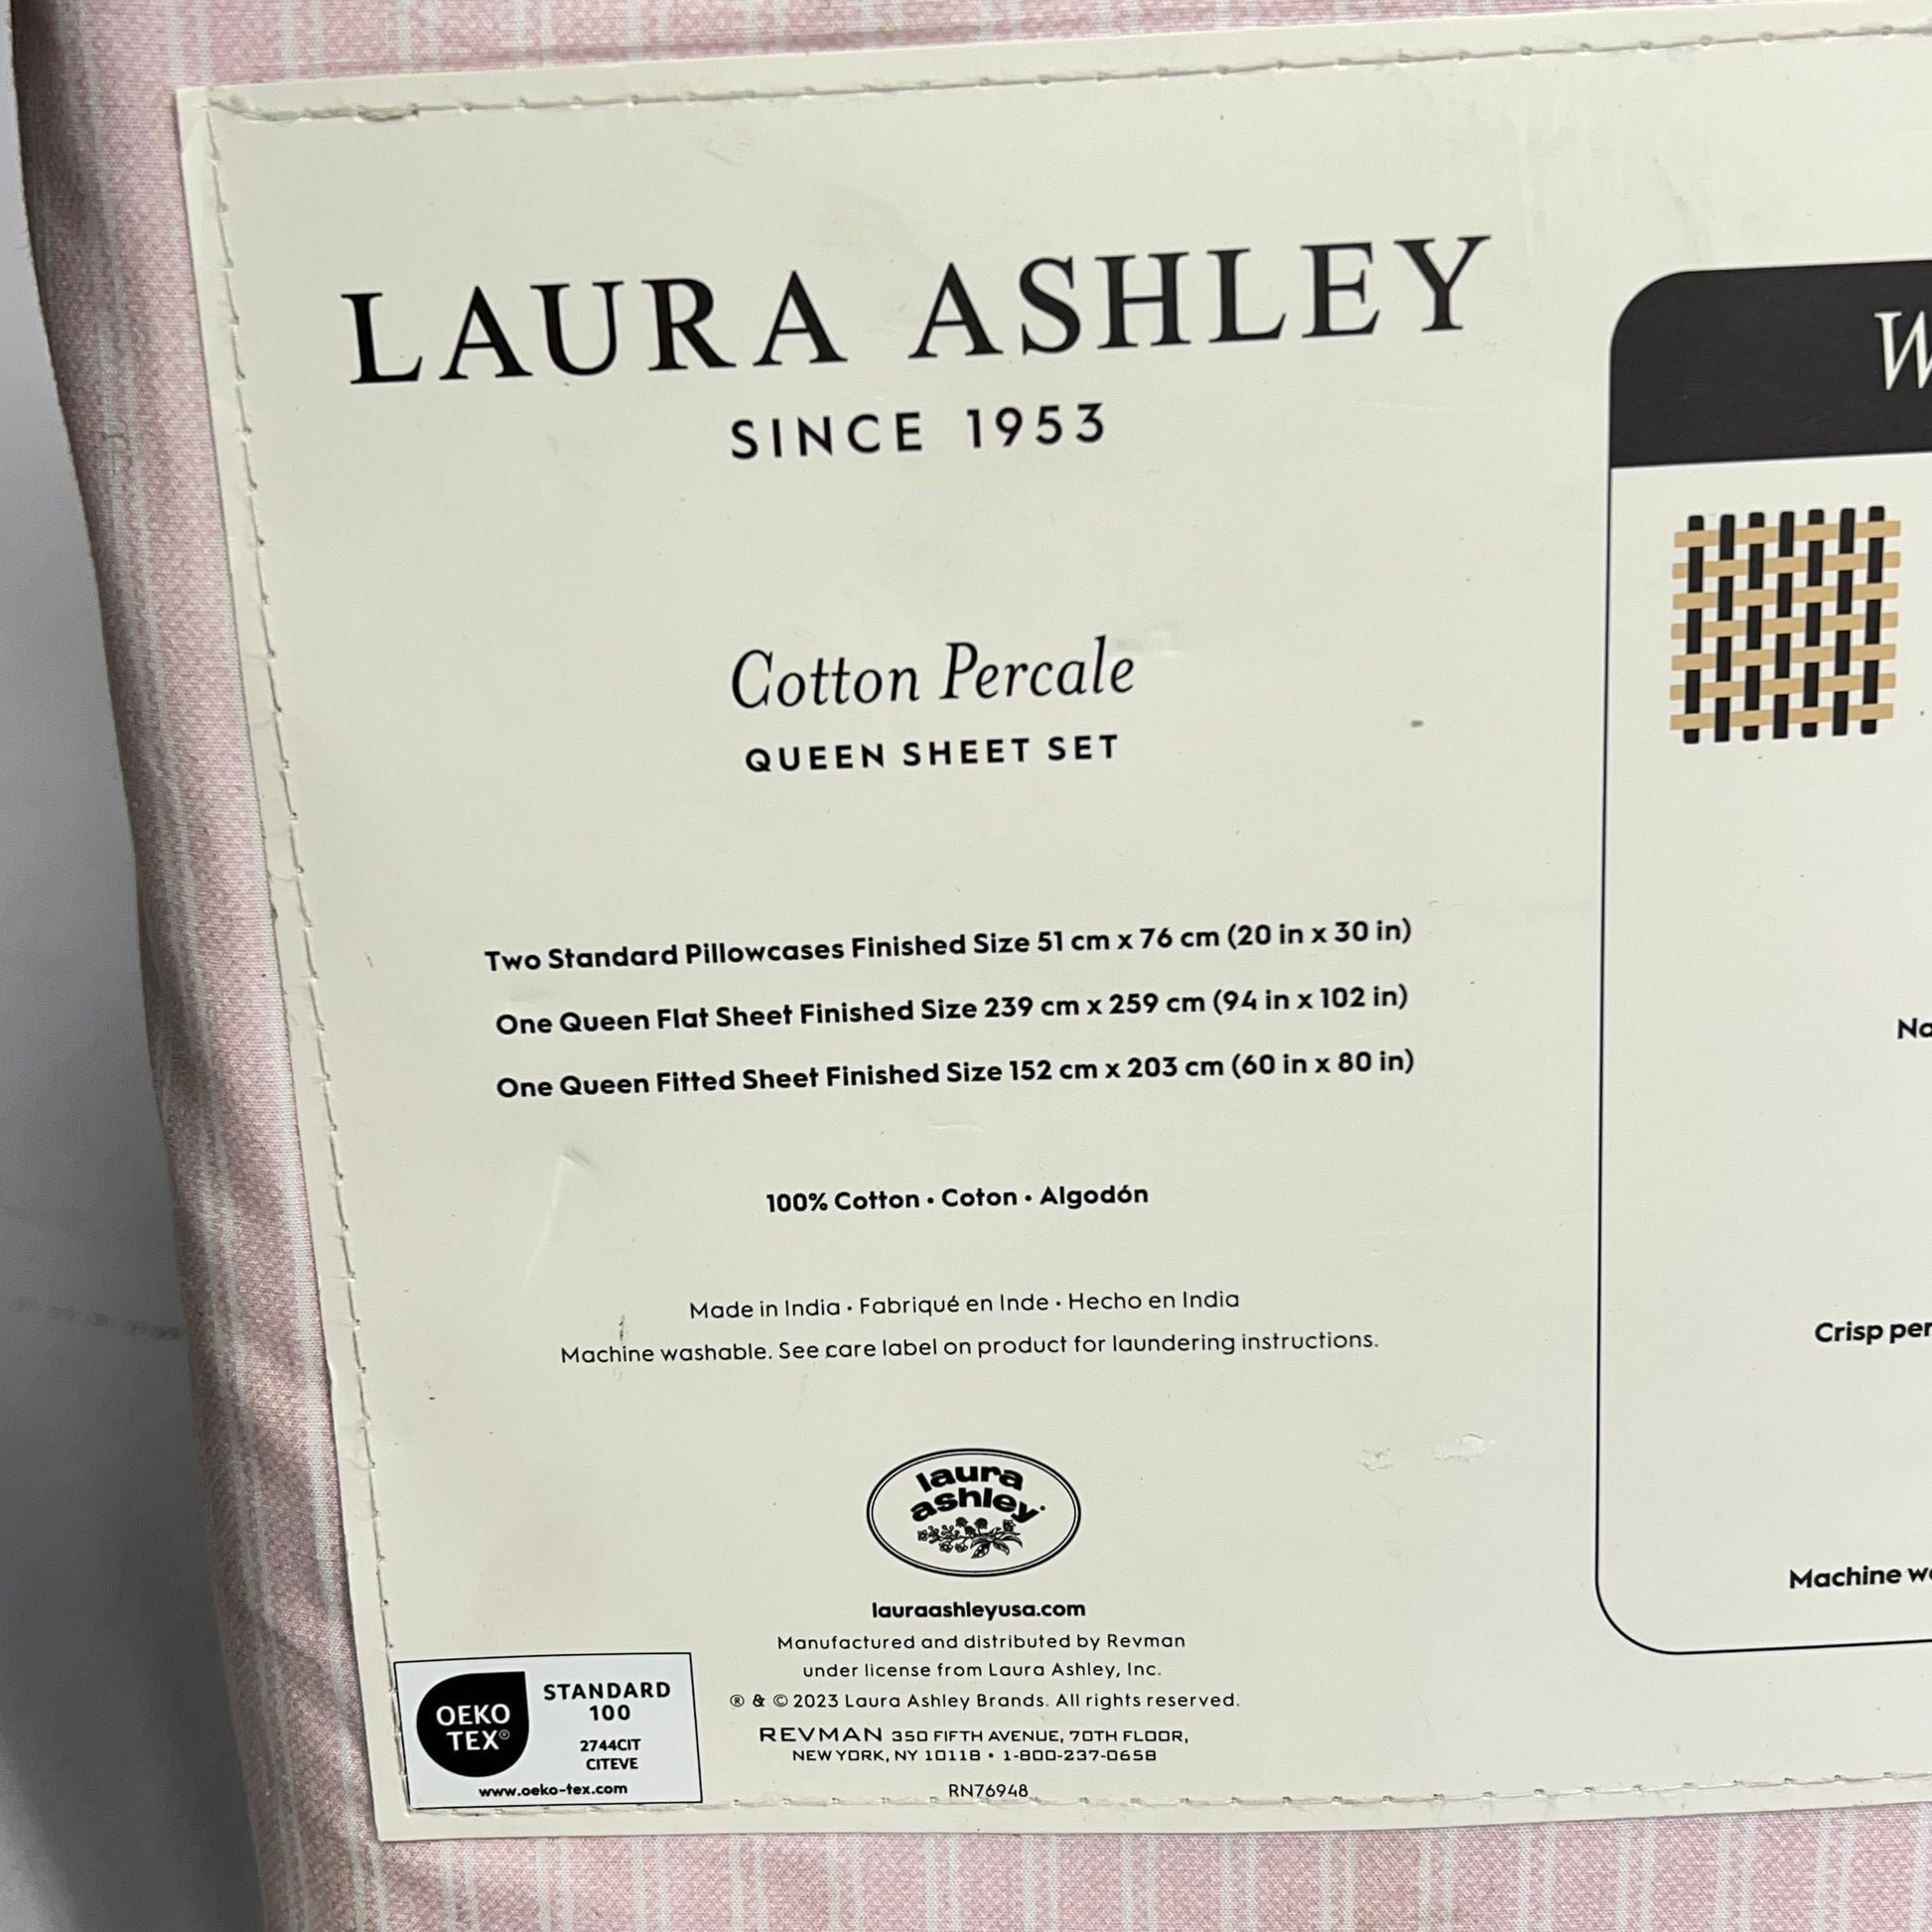 LAURA ASHLEY
SINCE 1953
Cotton Percale
QUEEN SHEET SET
Two Standard Pillowcases Finished Size 51 cm x 76 cm (20 in x 30 in)
One Queen Flat Sheet Finished Size 239 cm x 259 cm (94 in x 102 in)
One Queen Fitted Sheet Finished Size 152 cm x 203 cm (60 in x 80 in)
100% Cotton • Coton • Algodón
Made in India • Fabriqué en Inde • Hecho en India
Machine washable. See care label on product for laundering instructions.
laura
ashley
lauraashleyusa.com
Manufactured and distributed by Revman
under license from Laura Ashley, Inc.
® & © 2023 Laura Ashley Brands. All rights reserved.
REVMAN 350 FIFTH AVENUE, 70TH FLOOR,
NEW YORK, NY 10118 • 1-800-237-0658
RN76948
OEKO
TEX®
STANDARD
100
2744CIT
CITEVE
www.oeko-tex.com
Crisp
Machine